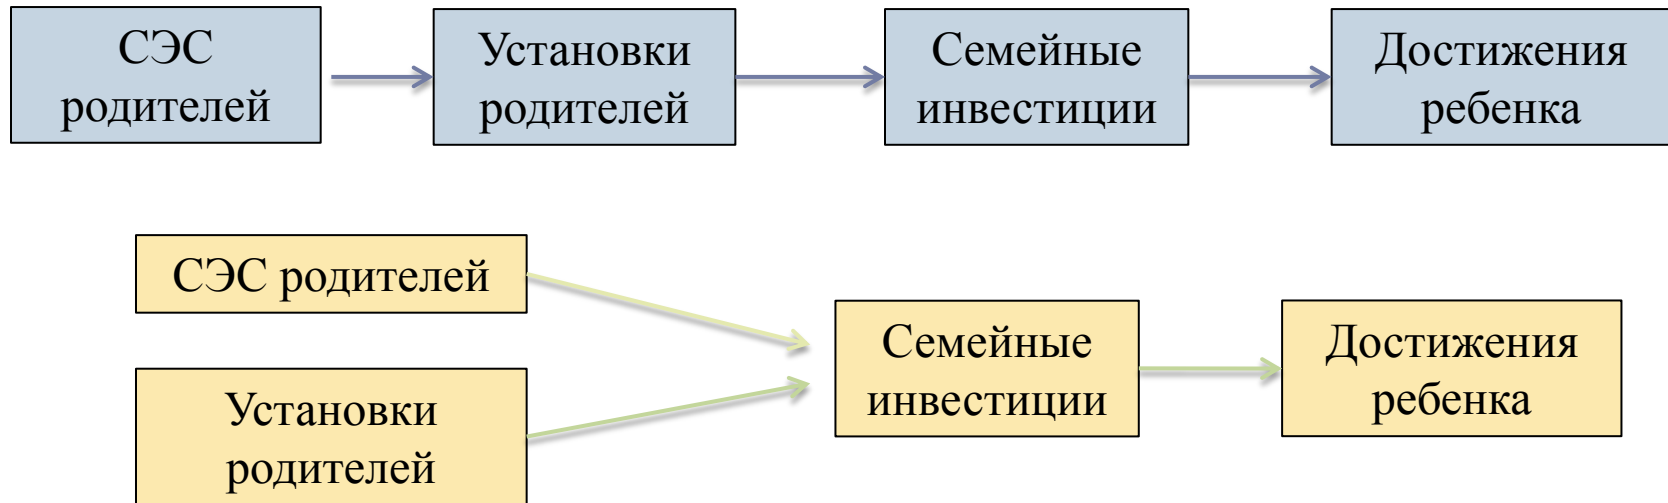 СЭС
родителей
Установки
родителей
Семейные
инвестиции
Достижения
ребенка
СЭС родителей
Установки
родителей
Семейные
инвестиции
Достижения
ребенка